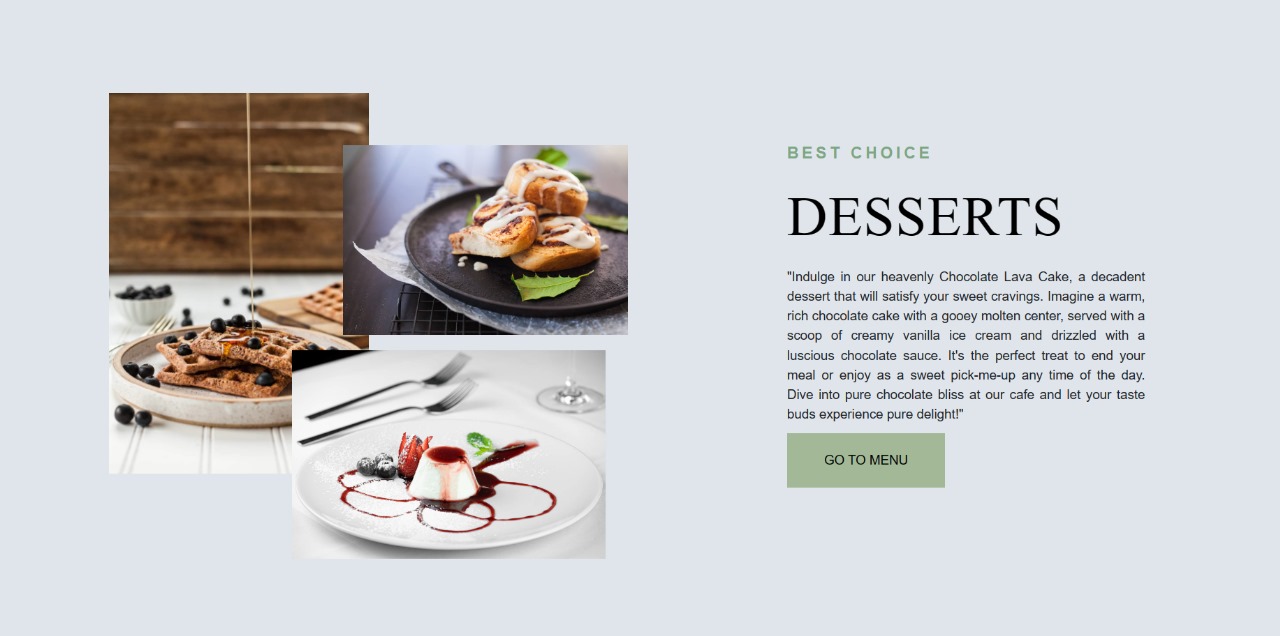 BEST CHOICE
DESSERTS
"Indulge in our heavenly Chocolate Lava Cake, a decadent
dessert that will satisfy your sweet cravings. Imagine a warm,
rich chocolate cake with a gooey molten center, served with a
scoop of creamy vanilla ice cream and drizzled with a
luscious chocolate sauce. It's the perfect treat to end your
meal or enjoy as a sweet pick-me-up any time of the day.
Dive into pure chocolate bliss at our cafe and let your taste
buds experience pure delight!"
GO TO MENU